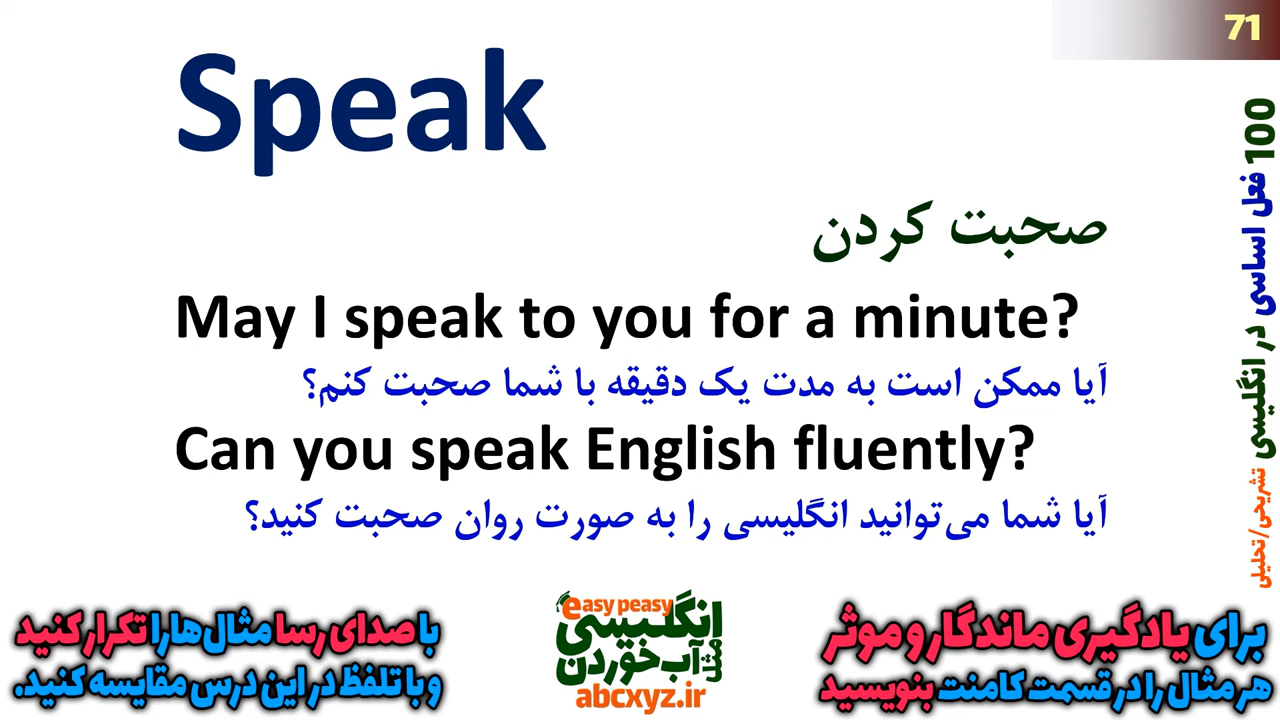 71
Speak
صحبت کردن
May I speak to you for a minute?
آیا ممکن است به مدت یک دقیقه با شما صحبت کنم؟
Can you speak English fluently?
آیا شما می‌توانید انگلیسی را به صورت روان صحبت کنید؟
100 فعل اساسی در انگلیسی تشریحی/تحلیلی
برای یادگیری ماندگار و موثر
هر مثال را در قسمت کامنت بنویسید
easy peasy
انگلیسی
مثل آب خوردن
abcxyz.ir
با صدای رسا مثال‌ها را تکرار کنید
و با تلفظ در این درس مقایسه کنید.